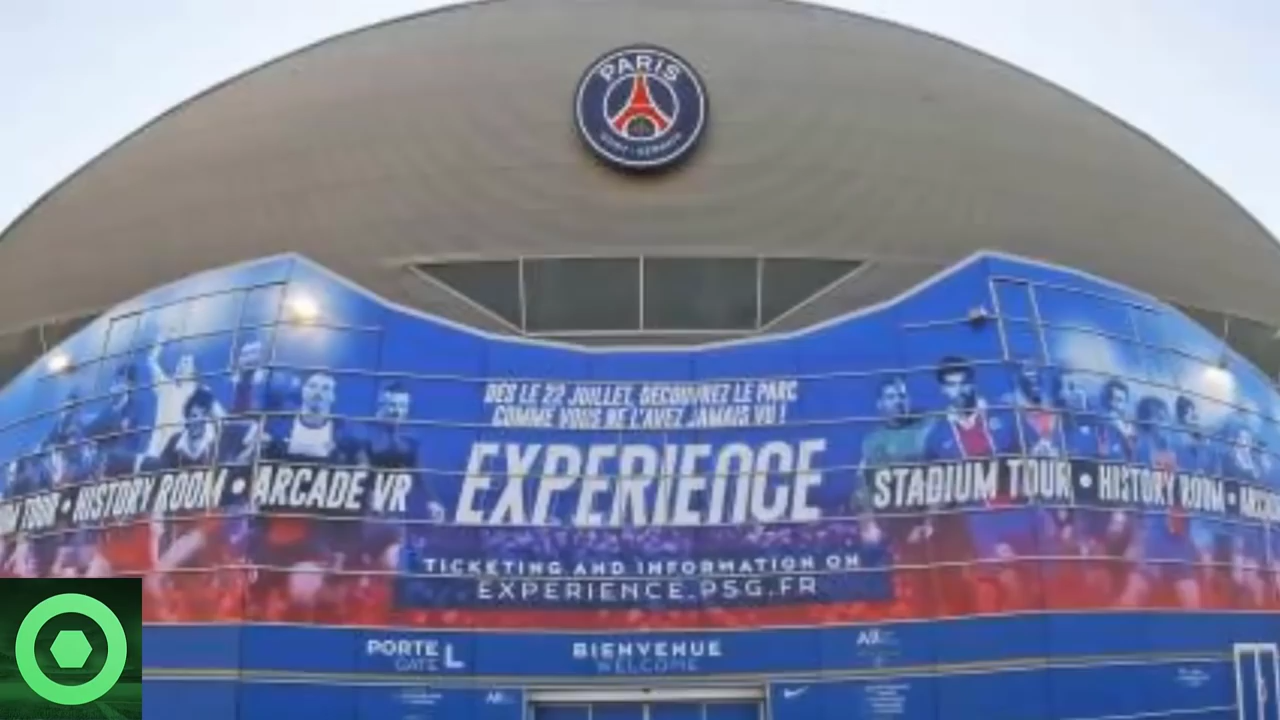 PARIS
DÈS LE 22 JUILLET, DÉCOUVREZ LE PARC
COMME VOUS NE L'AVEZ JAMAIS VU !
EXPERIENCE
TOUR • HISTORY ROOM • ARCADE VR
STADIUM TOUR • HISTORY ROOM •
TICKETING AND INFORMATION ON
EXPERIENCE.PSG.FR
PORTE L
GATE
BIENVENUE
WELCOME